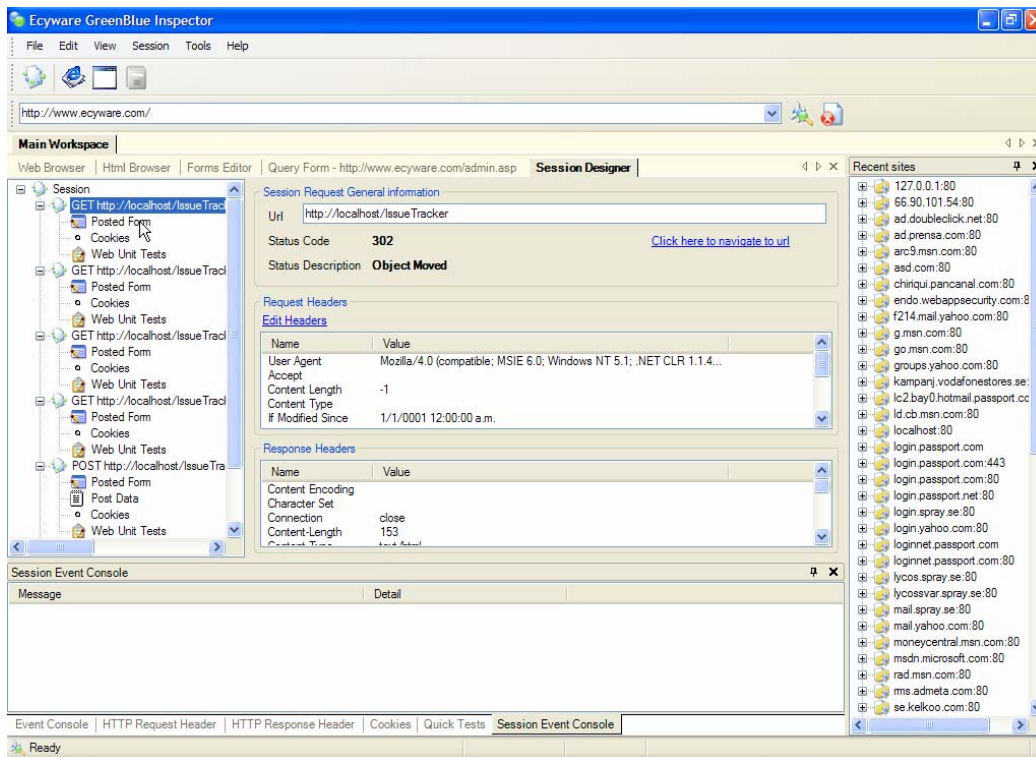 Ecyware GreenBlue Inspector
File Edit View Session Tools Help
http://www.ecyware.com/
Main Workspace
Web Browser Html Browser Forms Editor Query Form - http://www.ecyware.com/admin.asp Session Designer
Session
GET http://localhost/IssueTrac
Posted Form
Cookies
Web Unit Tests
GET http://localhost/IssueTrac
Posted Form
Cookies
Web Unit Tests
GET http://localhost/IssueTrac
Posted Form
Cookies
Web Unit Tests
GET http://localhost/IssueTrac
Posted Form
Cookies
Web Unit Tests
POST http://localhost/IssueTra
Posted Form
Post Data
Cookies
Web Unit Tests
Session Request General information
Url http://localhost/IssueTracker
Status Code 302 Click here to navigate to url
Status Description Object Moved
Request Headers
Edit Headers
Name Value
User Agent Mozilla/4.0 (compatible; MSIE 6.0; Windows NT 5.1; .NET CLR 1.1.4...
Accept
Content Length -1
Content Type
If Modified Since 1/1/0001 12:00:00 a.m.
Response Headers
Name Value
Content Encoding
Character Set
Connection close
Content-Length 153
Content-Type text/html
Recent sites
127.0.0.1:80
66.90.101.54:80
ad.doubleclick.net:80
ad.prensa.com:80
arc9.msn.com:80
asd.com:80
chiriqui.pancanal.com:80
endo.webappsecurity.com:8
f214.mail.yahoo.com:80
g.msn.com:80
go.msn.com:80
groups.yahoo.com:80
kampanj.vodafonestores.se:
lc2.bay0.hotmail.passport.cc
ld.cb.msn.com:80
localhost:80
login.passport.com
login.passport.com:443
login.passport.com:80
login.passport.net:80
login.spray.se:80
login.yahoo.com:80
loginnet.passport.com
loginnet.passport.com:80
lycos.spray.se:80
lycossvar.spray.se:80
mail.spray.se:80
mail.yahoo.com:80
moneycentral.msn.com:80
msdn.microsoft.com:80
rad.msn.com:80
rms.admeta.com:80
se.kelkoo.com:80
Session Event Console
Message Detail
Event Console HTTP Request Header HTTP Response Header Cookies Quick Tests Session Event Console
Ready